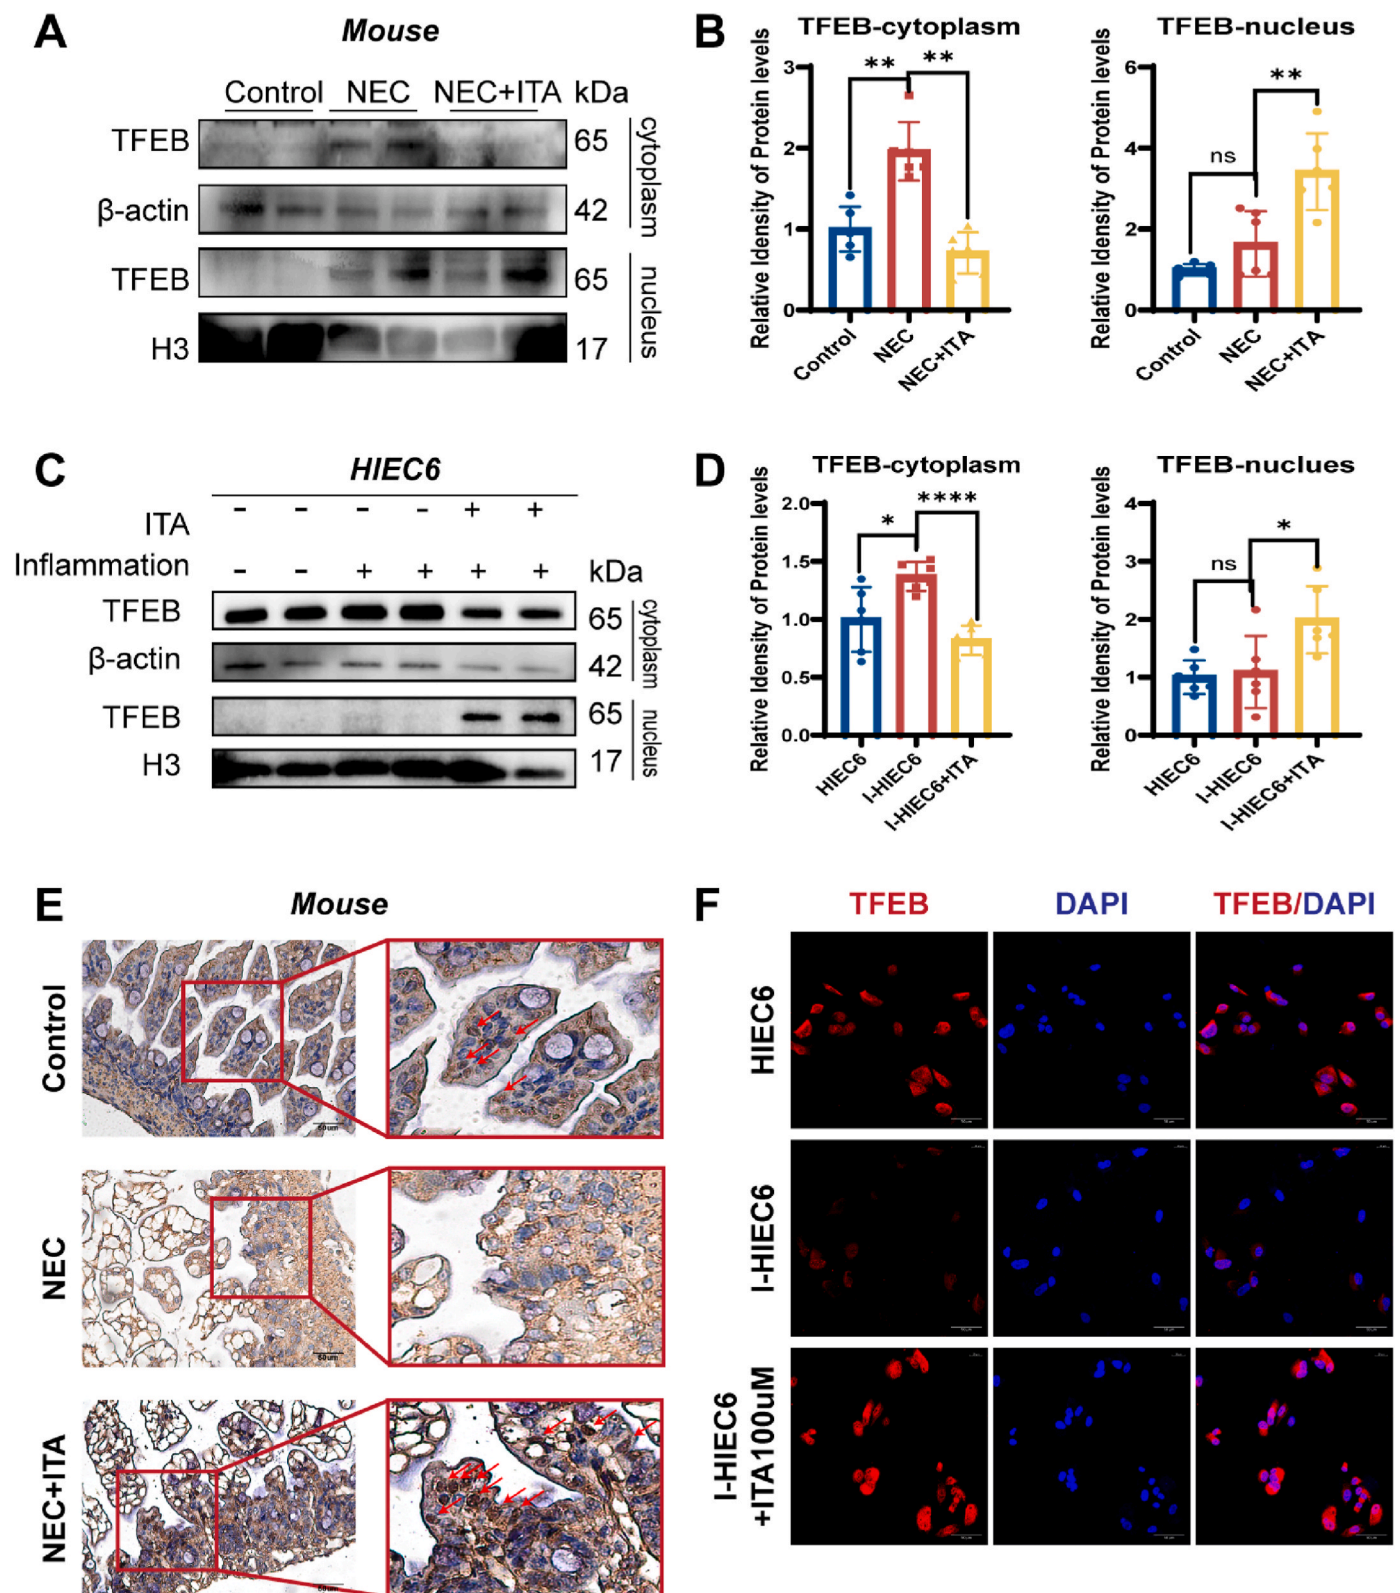 A
Mouse
Control NEC NEC+ITA kDa
TFEB 65
β-actin 42
cytoplasm
TFEB 65
H3 17
nucleus
B
TFEB-cytoplasm
Relative Idensity of Protein levels
3
2
1
0
** **
Control
NEC
NEC+ITA
TFEB-nucleus
Relative Idensity of Protein levels
6
4
2
0
ns **
Control
NEC
NEC+ITA
C
HIEC6
ITA - - - - + +
Inflammation - - + + + + kDa
TFEB 65
β-actin 42
cytoplasm
TFEB 65
H3 17
nucleus
D
TFEB-cytoplasm
Relative Idensity of Protein levels
2.0
1.5
1.0
0.5
0.0
* ****
HIEC6
I-HIEC6
I-HIEC6+ITA
TFEB-nuclues
Relative Idensity of Protein levels
4
3
2
1
0
ns *
HIEC6
I-HIEC6
I-HIEC6+ITA
E
Mouse
Control
60um
NEC
60um
NEC+ITA
60um
F
TFEB DAPI TFEB/DAPI
HIEC6
I-HIEC6
I-HIEC6
+ITA100uM